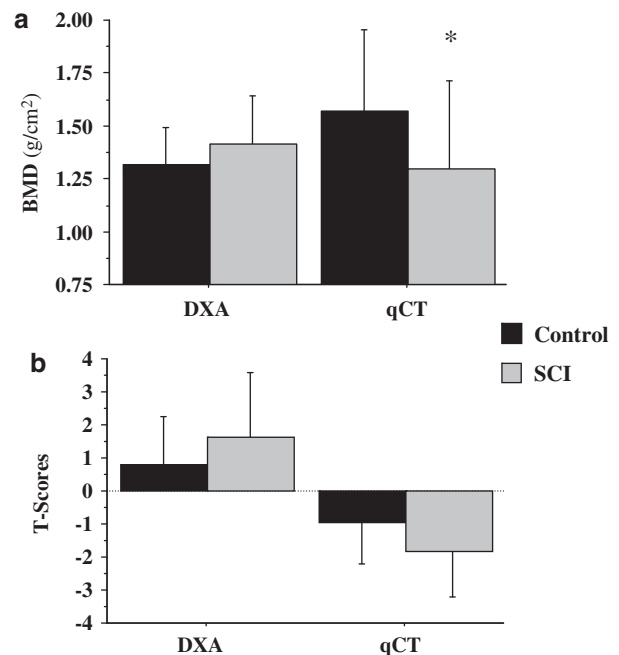 a
BMD (g/cm²)
2.00
1.75
1.50
1.25
1.00
0.75
*
DXA qCT
Control
SCI
b
T-Scores
4
3
2
1
0
-1
-2
-3
-4
DXA qCT